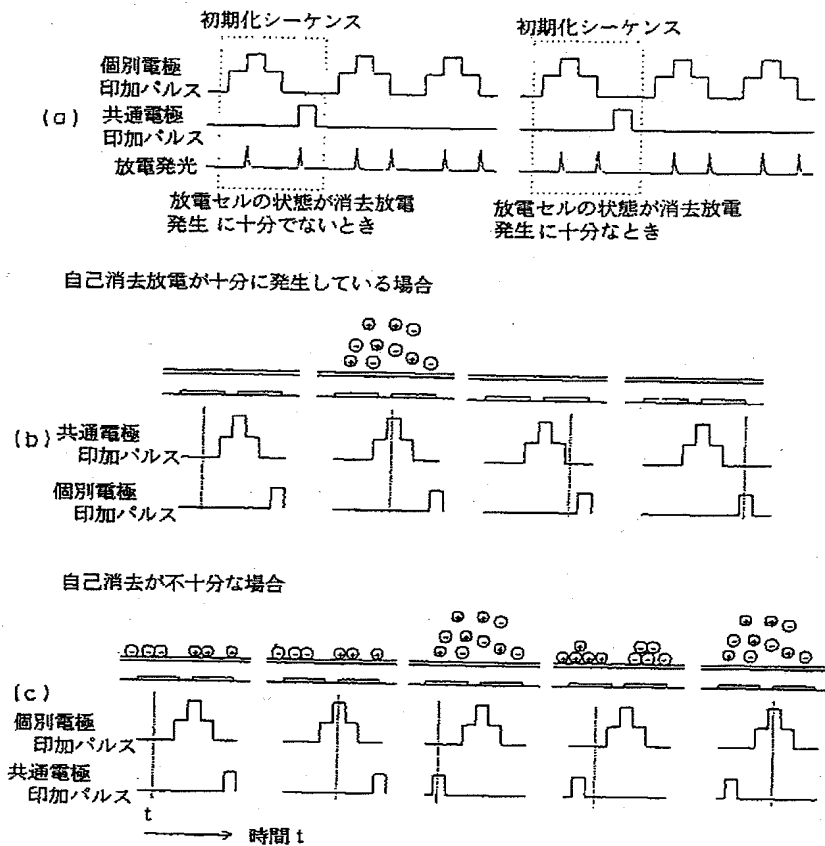 初期化シーケンス
初期化シーケンス
個別電極
印加パルス
(a)
共通電極
印加パルス
放電発光
放電セルの状態が消去放電
発生に十分でないとき
放電セルの状態が消去放電
発生に十分なとき
自己消去放電が十分に発生している場合
(b)
共通電極
印加パルス
個別電極
印加パルス
自己消去が不十分な場合
(c)
個別電極
印加パルス
共通電極
印加パルス
t
時間t